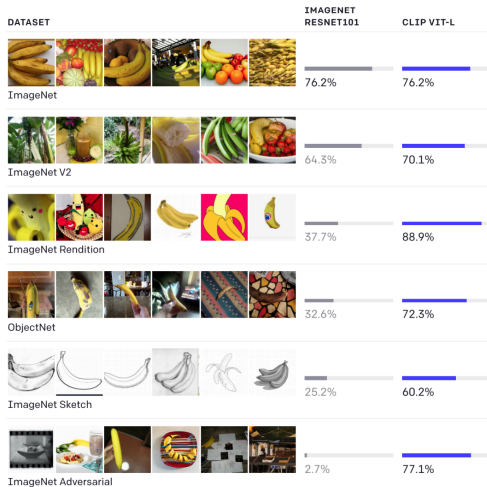 DATASET
IMAGENET
RESNET101
CLIP VIT-L
ImageNet
76.2%
76.2%
ImageNet V2
64.3%
70.1%
ImageNet Rendition
37.7%
88.9%
ObjectNet
32.6%
72.3%
ImageNet Sketch
25.2%
60.2%
ImageNet Adversarial
2.7%
77.1%